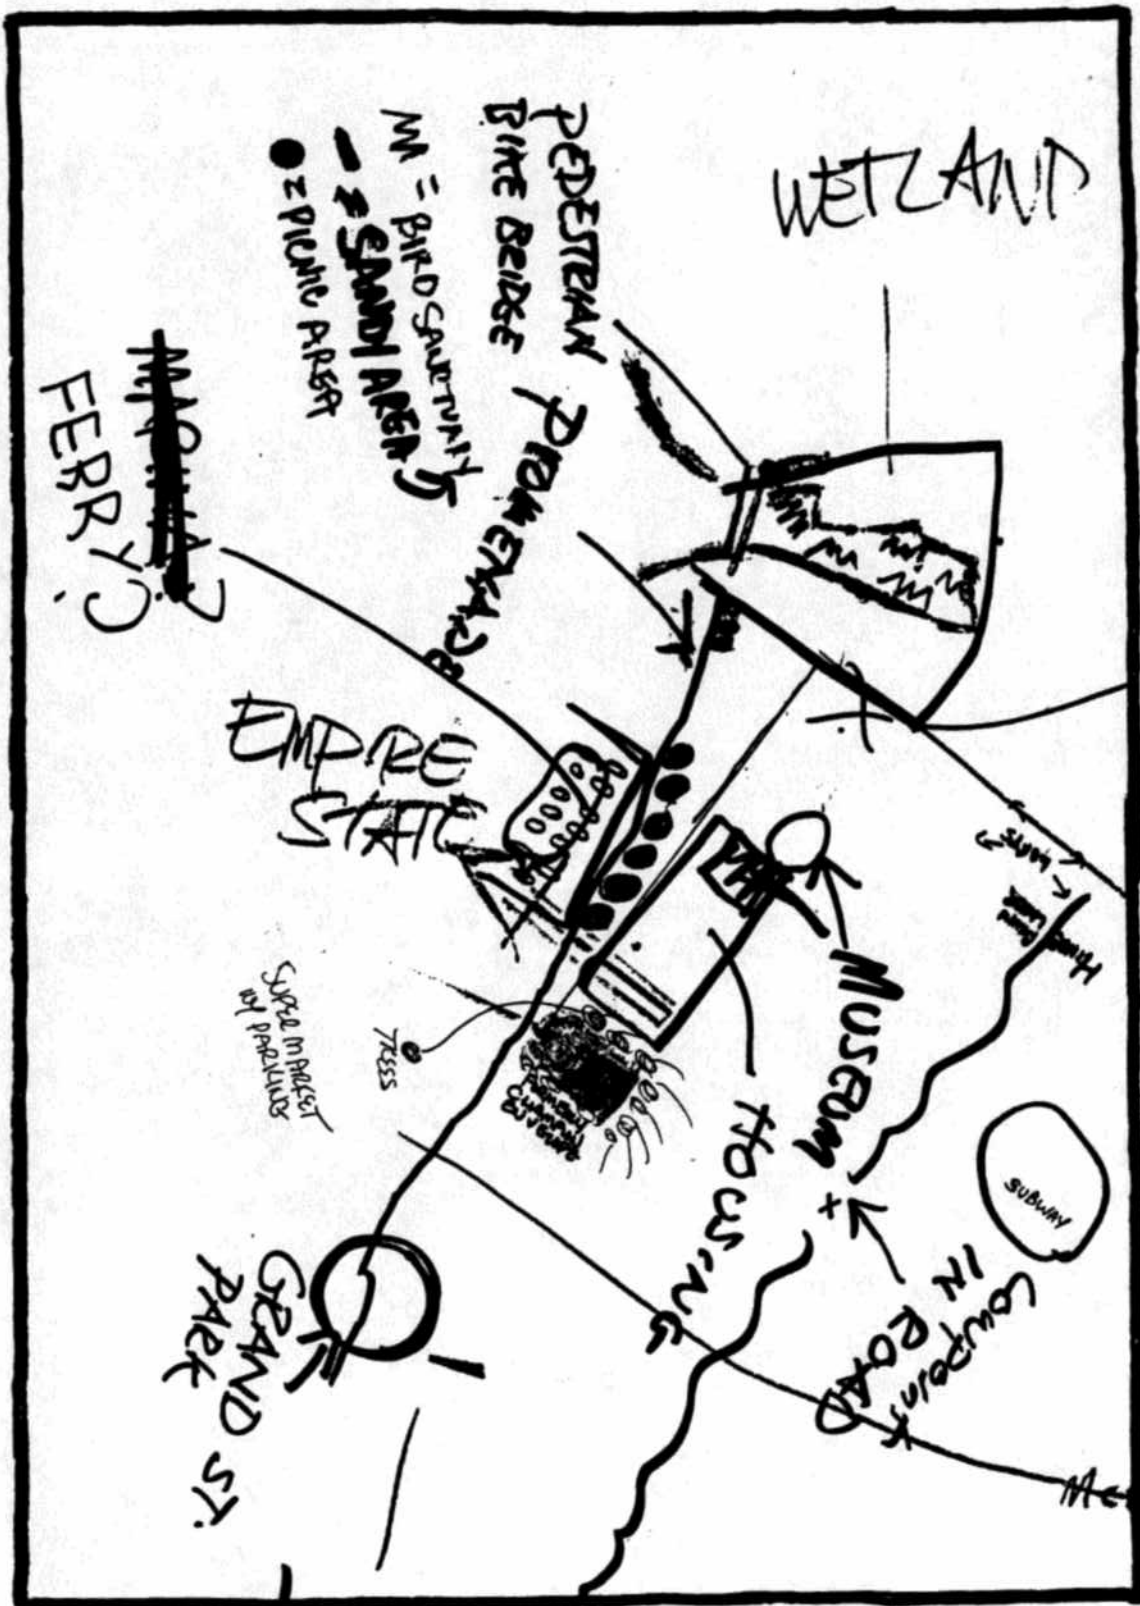 WETLAND
PEDESTRIAN
BIKE BRIDGE
M = BIRD SANCTUARY
= SAND AREA
= PICNIC AREA
PROMENADE
FERRY?
EMPIRE
STATE
SUPERMARKET
W/ PARKING
TREES
MUSEUM
HOUSING
SUBWAY
LOWPOINT
IN ROAD
GRAND ST.
PARK